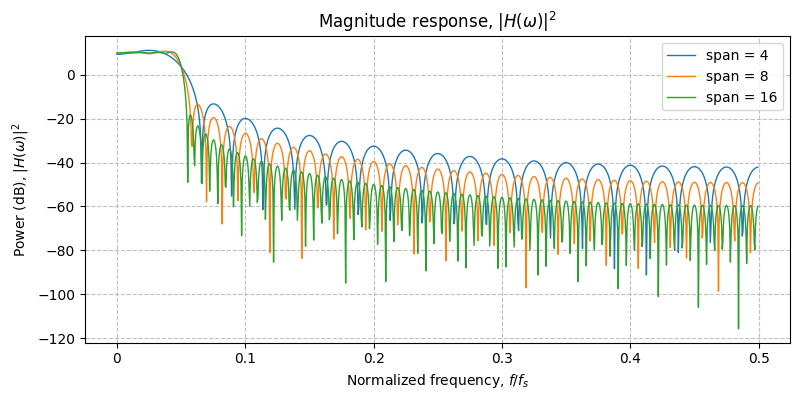 Magnitude response, |H(ω)|²
span = 4
span = 8
span = 16
Power (dB), |H(ω)|²
0
−20
−40
−60
−80
−100
−120
0
0.1
0.2
0.3
0.4
0.5
Normalized frequency, f/fₛ